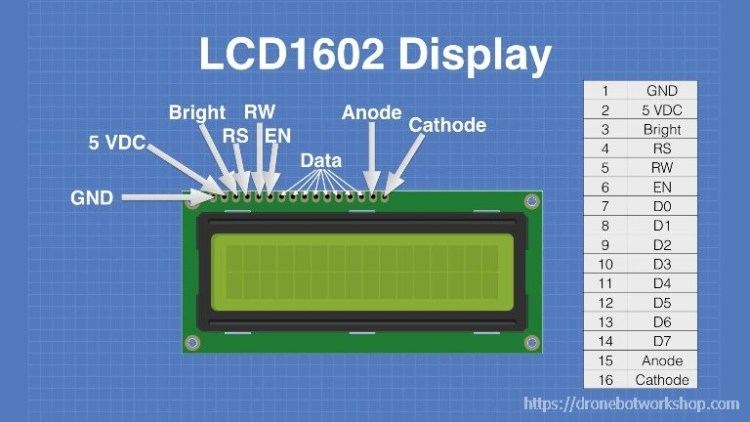 LCD1602 Display
Bright RW
RS EN
Anode
Cathode
5 VDC
Data
GND
1 GND
2 5 VDC
3 Bright
4 RS
5 RW
6 EN
7 D0
8 D1
9 D2
10 D3
11 D4
12 D5
13 D6
14 D7
15 Anode
16 Cathode
https://dronebotworkshop.com